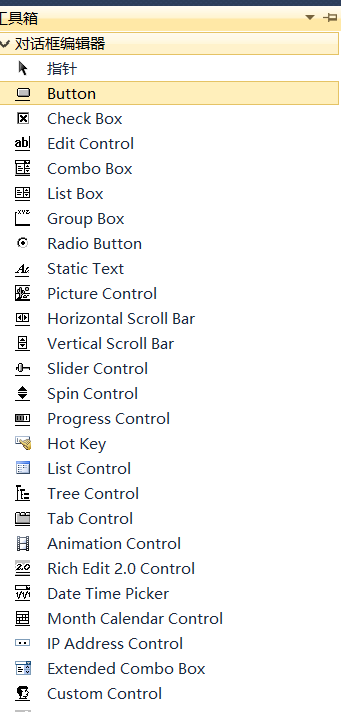 工具箱
对话框编辑器
指针
Button
Check Box
Edit Control
Combo Box
List Box
Group Box
Radio Button
Static Text
Picture Control
Horizontal Scroll Bar
Vertical Scroll Bar
Slider Control
Spin Control
Progress Control
Hot Key
List Control
Tree Control
Tab Control
Animation Control
Rich Edit 2.0 Control
Date Time Picker
Month Calendar Control
IP Address Control
Extended Combo Box
Custom Control